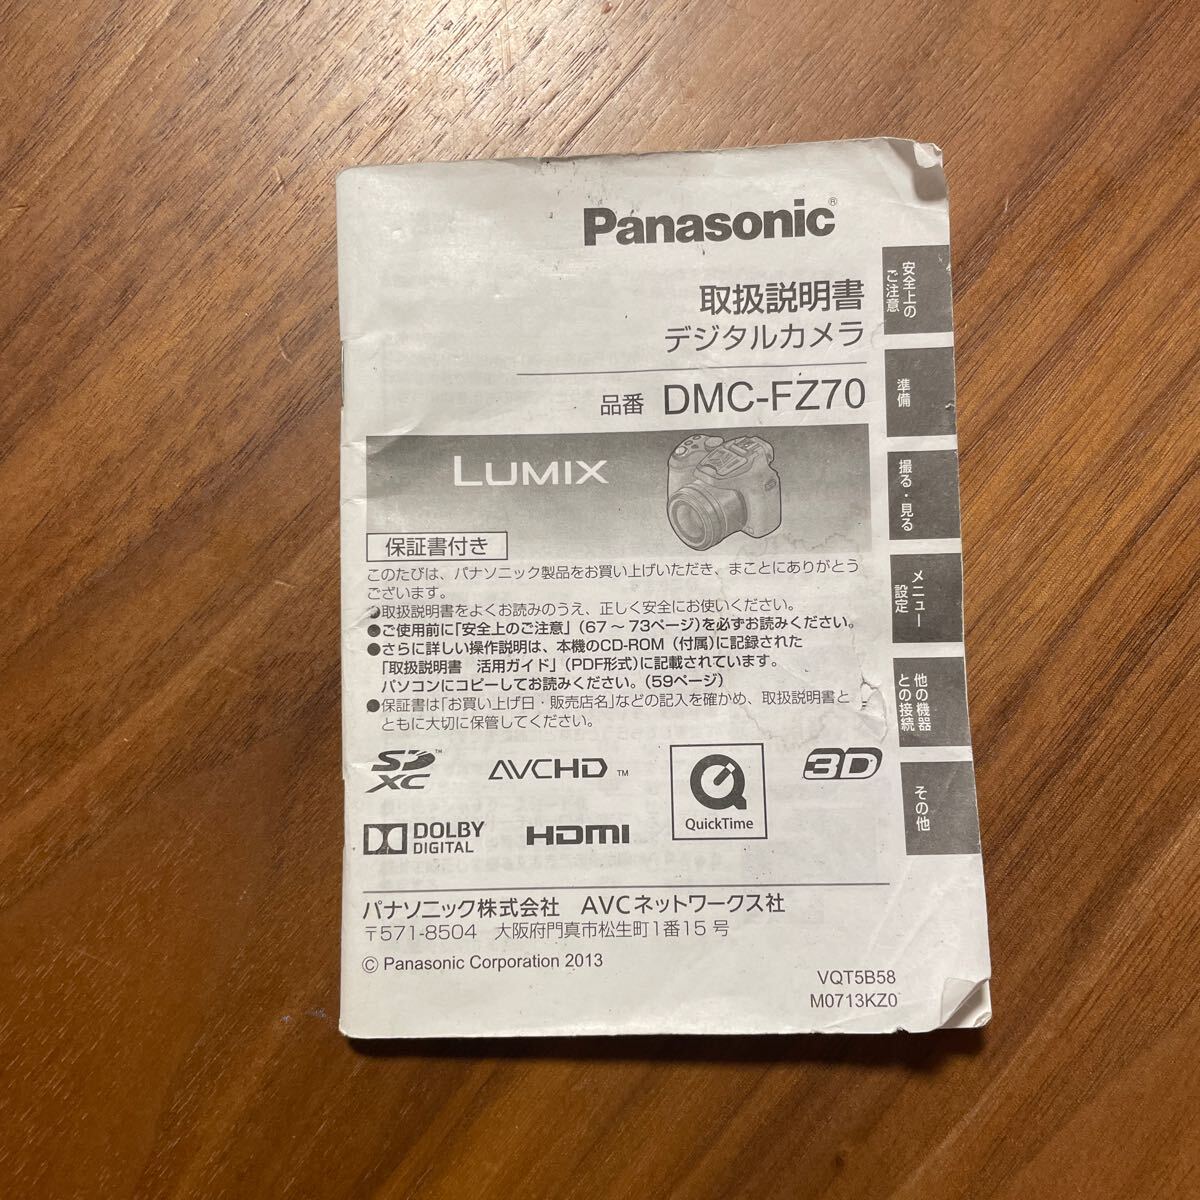 Panasonic®
取扱説明書
デジタルカメラ
品番 DMC-FZ70
LUMIX
保証書付き
このたびは、パナソニック製品をお買い上げいただき、まことにありがとう
ございます。
●取扱説明書をよくお読みのうえ、正しく安全にお使いください。
●ご使用前に「安全上のご注意」(67 ～ 73ページ)を必ずお読みください。
●さらに詳しい操作説明は、本機のCD-ROM (付属)に記録された
「取扱説明書 活用ガイド」(PDF形式)に記載されています。
パソコンにコピーしてお読みください。(59ページ)
●保証書は「お買い上げ日・販売店名」などの記入を確かめ、取扱説明書と
ともに大切に保管してください。
SD XC ™
AVCHD ™
QuickTime
3D
DOLBY
DIGITAL
HDMI
パナソニック株式会社 AVCネットワークス社
〒571-8504 大阪府門真市松生町1番15 号
© Panasonic Corporation 2013
VQT5B58
M0713KZ0
安全上の
ご注意
準備
撮る・見る
メニュー
設定
他の機器
との接続
その他